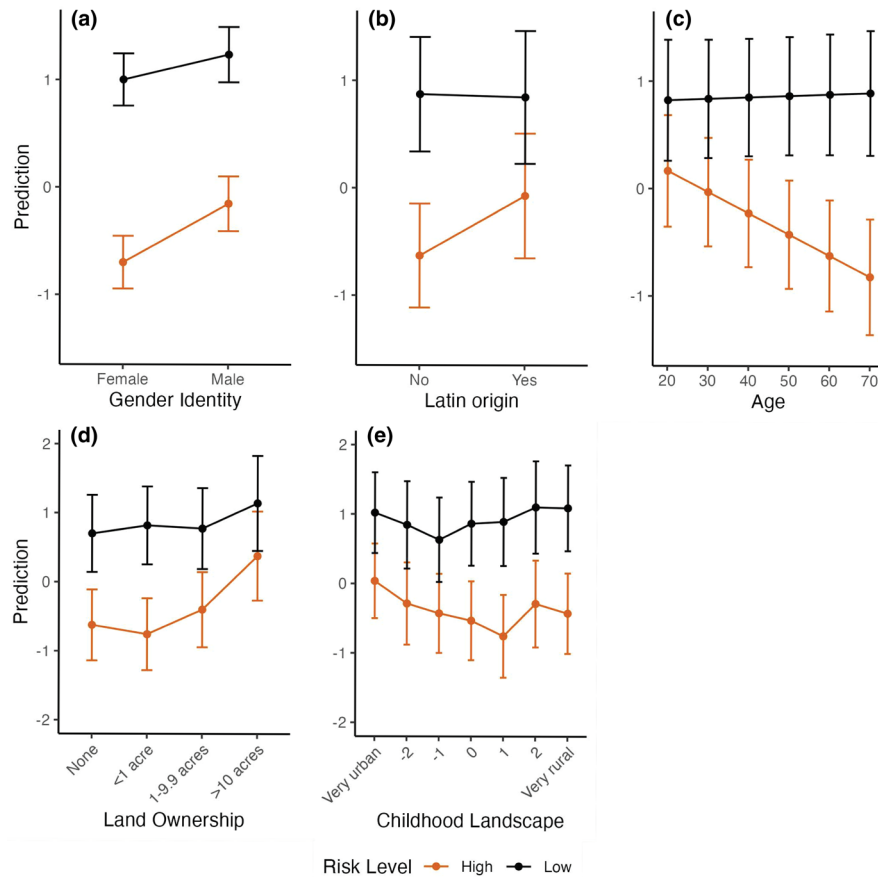 (a) (b) (c)
Prediction
1
0
-1
1
0
-1
1
0
-1
Female Male
No Yes
20 30 40 50 60 70
Gender Identity Latin origin Age
(d) (e)
Prediction
2
1
0
-1
-2
2
1
0
-1
-2
None <1 acre 1-9.9 acres >10 acres
Very urban -2 -1 0 1 2 Very rural
Land Ownership Childhood Landscape
Risk Level High Low